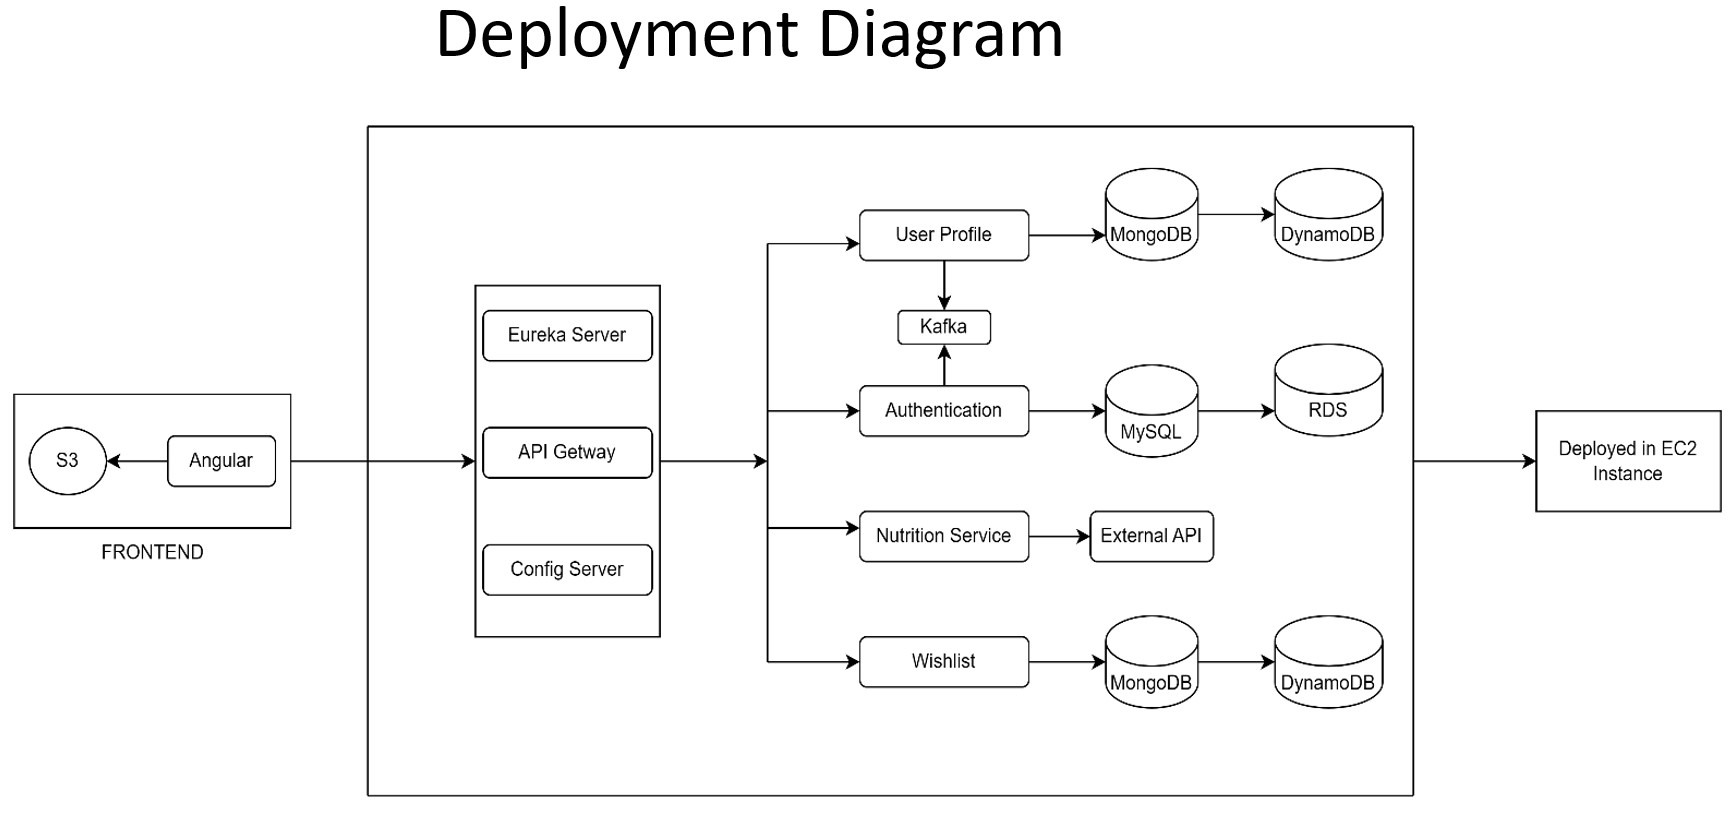 Deployment Diagram
S3
Angular
FRONTEND
Eureka Server
API Getway
Config Server
User Profile
Kafka
Authentication
Nutrition Service
Wishlist
MongoDB
DynamoDB
MySQL
RDS
External API
MongoDB
DynamoDB
Deployed in EC2
Instance